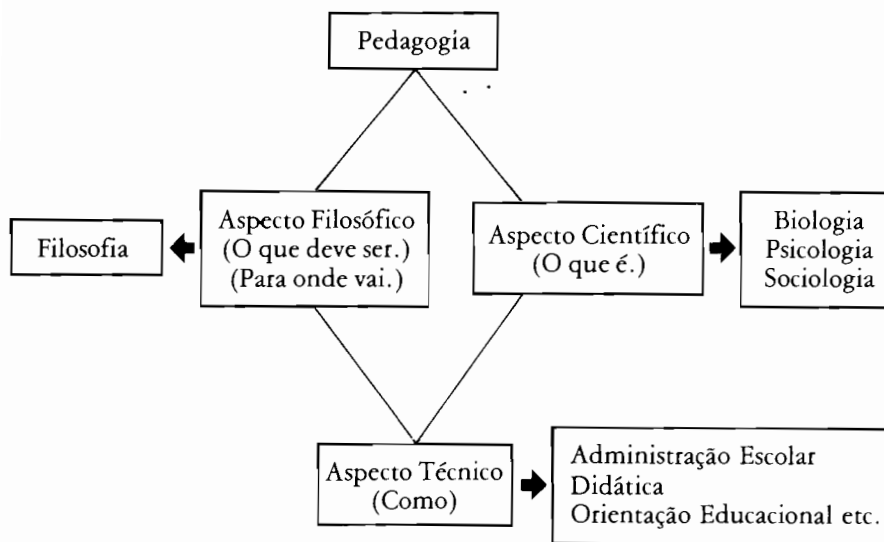 Pedagogia
Filosofia
Aspecto Filosófico
(O que deve ser.)
(Para onde vai.)
Aspecto Científico
(O que é.)
Biologia
Psicologia
Sociologia
Aspecto Técnico
(Como)
Administração Escolar
Didática
Orientação Educacional etc.